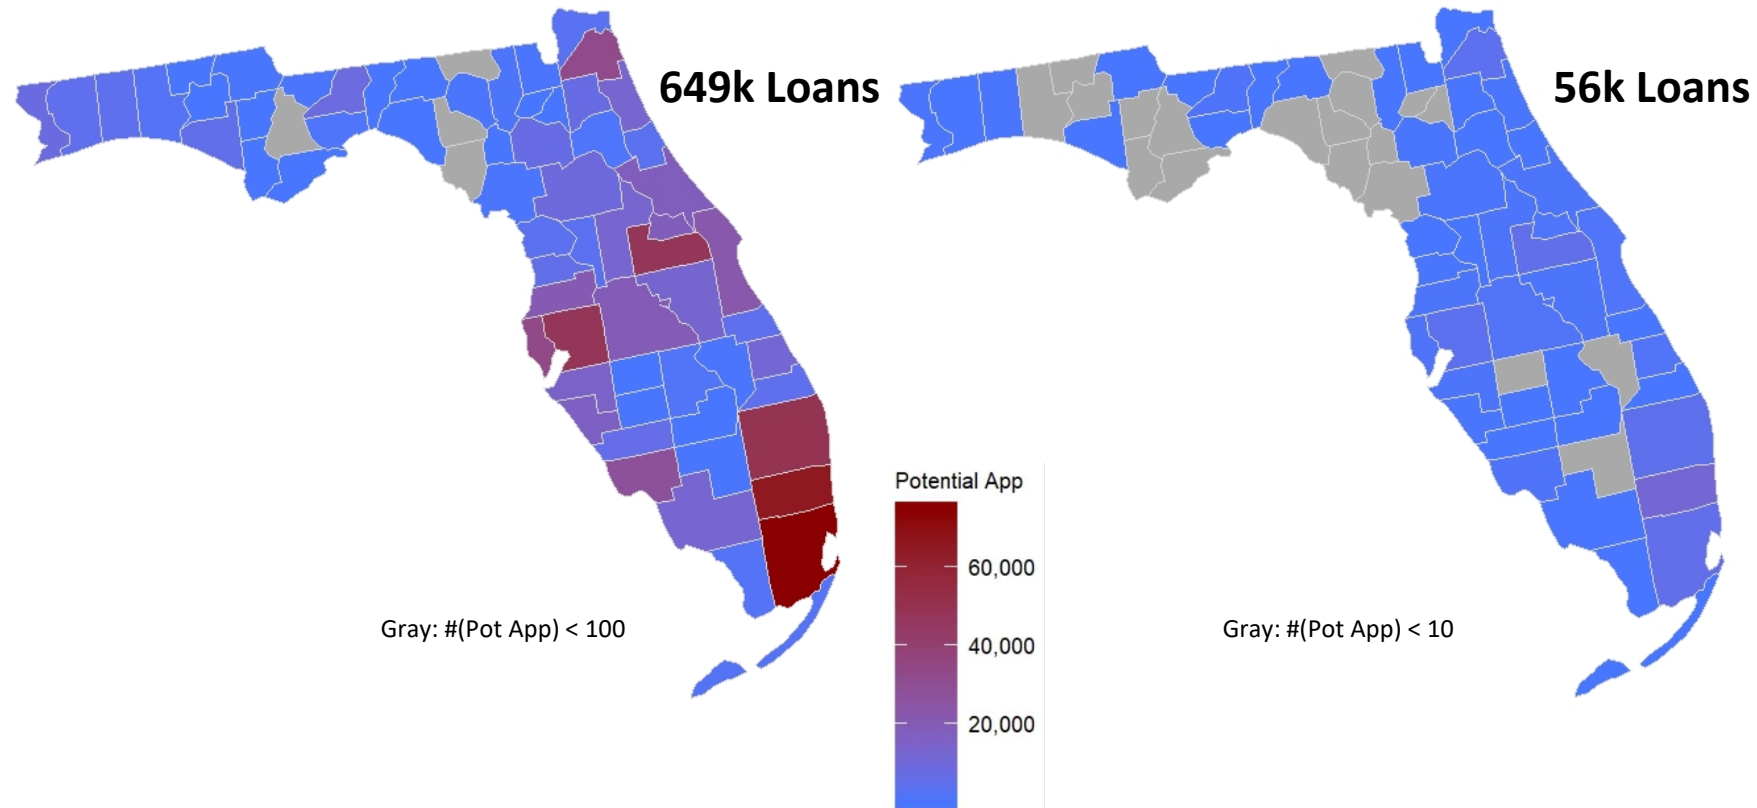 649k Loans
56k Loans
Potential App
60,000
40,000
20,000
Gray: #(Pot App) < 100
Gray: #(Pot App) < 10